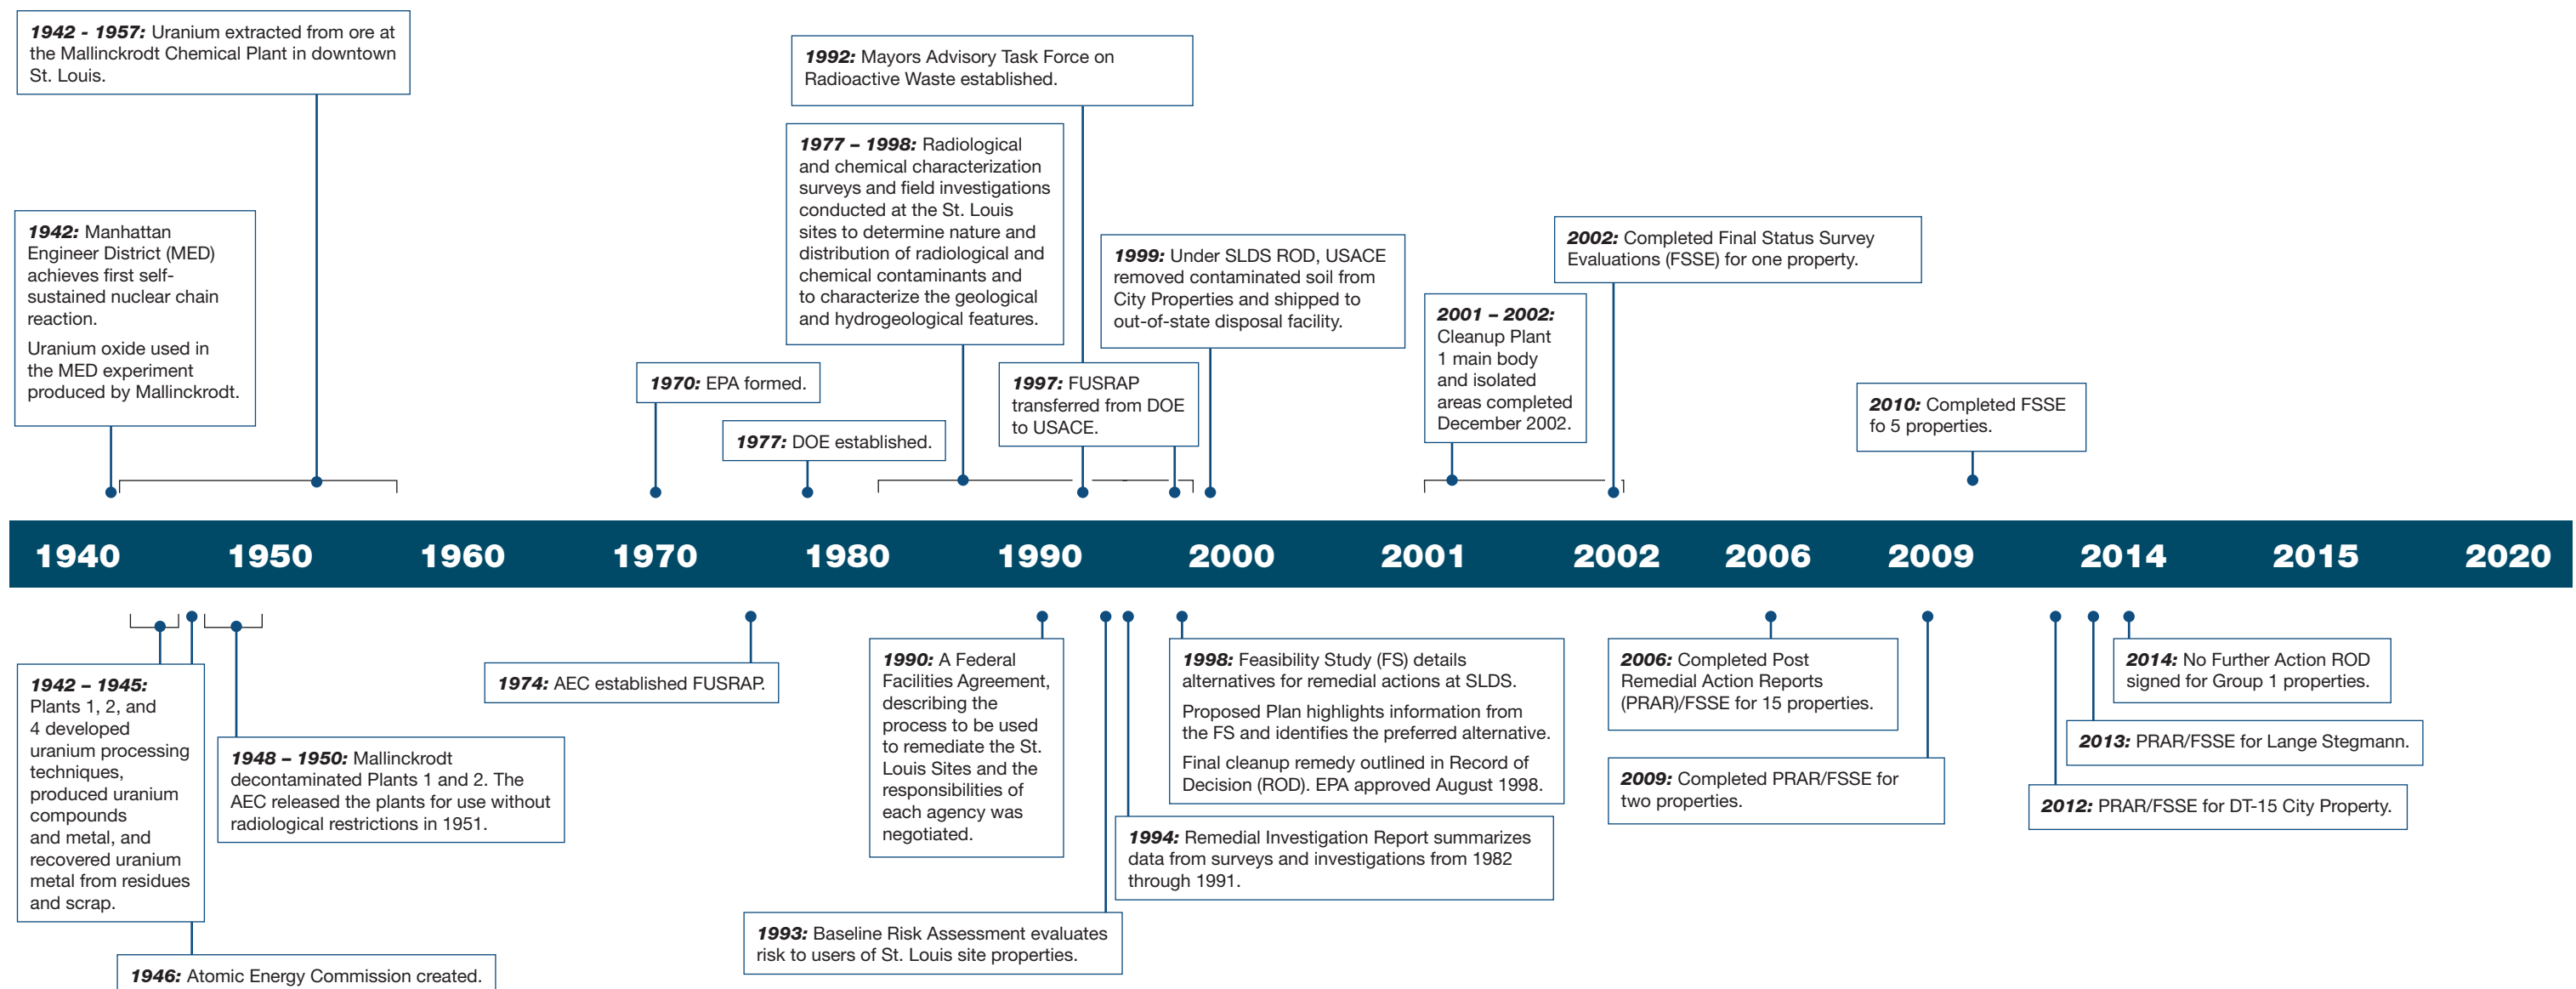 1942 - 1957: Uranium extracted from ore at
the Mallinckrodt Chemical Plant in downtown
St. Louis.
1942: Manhattan
Engineer District (MED)
achieves first self-
sustained nuclear chain
reaction.
Uranium oxide used in
the MED experiment
produced by Mallinckrodt.
1970: EPA formed.
1977: DOE established.
1992: Mayors Advisory Task Force on
Radioactive Waste established.
1977 – 1998: Radiological
and chemical characterization
surveys and field investigations
conducted at the St. Louis
sites to determine nature and
distribution of radiological and
chemical contaminants and
to characterize the geological
and hydrogeological features.
1997: FUSRAP
transferred from DOE
to USACE.
1999: Under SLDS ROD, USACE
removed contaminated soil from
City Properties and shipped to
out-of-state disposal facility.
2001 – 2002:
Cleanup Plant
1 main body
and isolated
areas completed
December 2002.
2002: Completed Final Status Survey
Evaluations (FSSE) for one property.
2010: Completed FSSE
fo 5 properties.
1940 1950 1960 1970 1980 1990 2000 2001 2002 2006 2009 2014 2015 2020
1942 – 1945:
Plants 1, 2, and
4 developed
uranium processing
techniques,
produced uranium
compounds
and metal, and
recovered uranium
metal from residues
and scrap.
1946: Atomic Energy Commission created.
1948 – 1950: Mallinckrodt
decontaminated Plants 1 and 2. The
AEC released the plants for use without
radiological restrictions in 1951.
1974: AEC established FUSRAP.
1990: A Federal
Facilities Agreement,
describing the
process to be used
to remediate the St.
Louis Sites and the
responsibilities of
each agency was
negotiated.
1993: Baseline Risk Assessment evaluates
risk to users of St. Louis site properties.
1994: Remedial Investigation Report summarizes
data from surveys and investigations from 1982
through 1991.
1998: Feasibility Study (FS) details
alternatives for remedial actions at SLDS.
Proposed Plan highlights information from
the FS and identifies the preferred alternative.
Final cleanup remedy outlined in Record of
Decision (ROD). EPA approved August 1998.
2006: Completed Post
Remedial Action Reports
(PRAR)/FSSE for 15 properties.
2009: Completed PRAR/FSSE for
two properties.
2014: No Further Action ROD
signed for Group 1 properties.
2013: PRAR/FSSE for Lange Stegmann.
2012: PRAR/FSSE for DT-15 City Property.